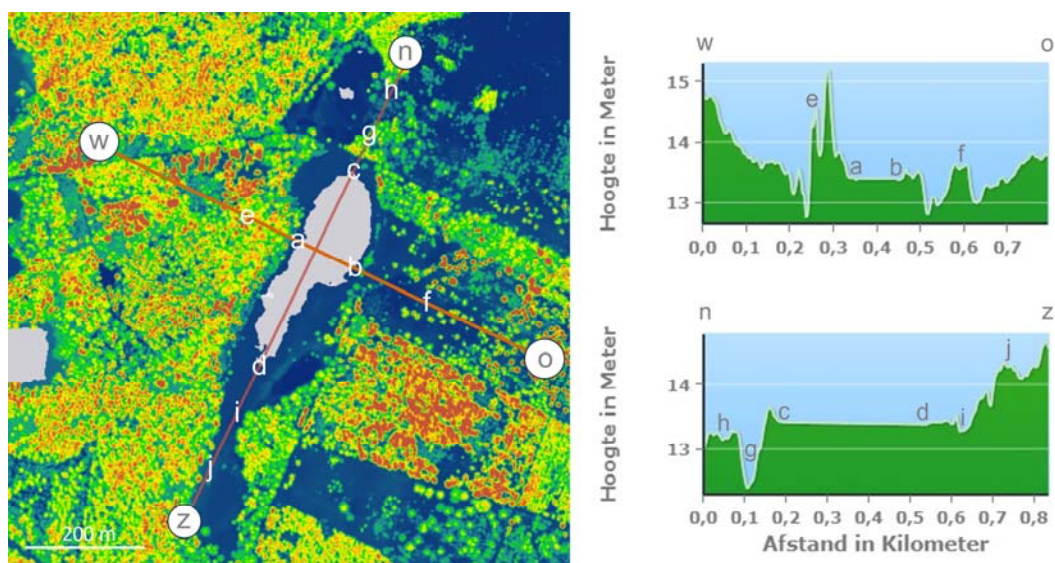 n
h
g
w
c
e
a
b
f
d
o
i
j
z
200 m
w o
Hoogte in Meter
15
14
13
e
a
b
f
0,0 0,1 0,2 0,3 0,4 0,5 0,6 0,7
n z
Hoogte in Meter
14
13
h
g
c
d
i
j
0,0 0,1 0,2 0,3 0,4 0,5 0,6 0,7 0,8
Afstand in Kilometer